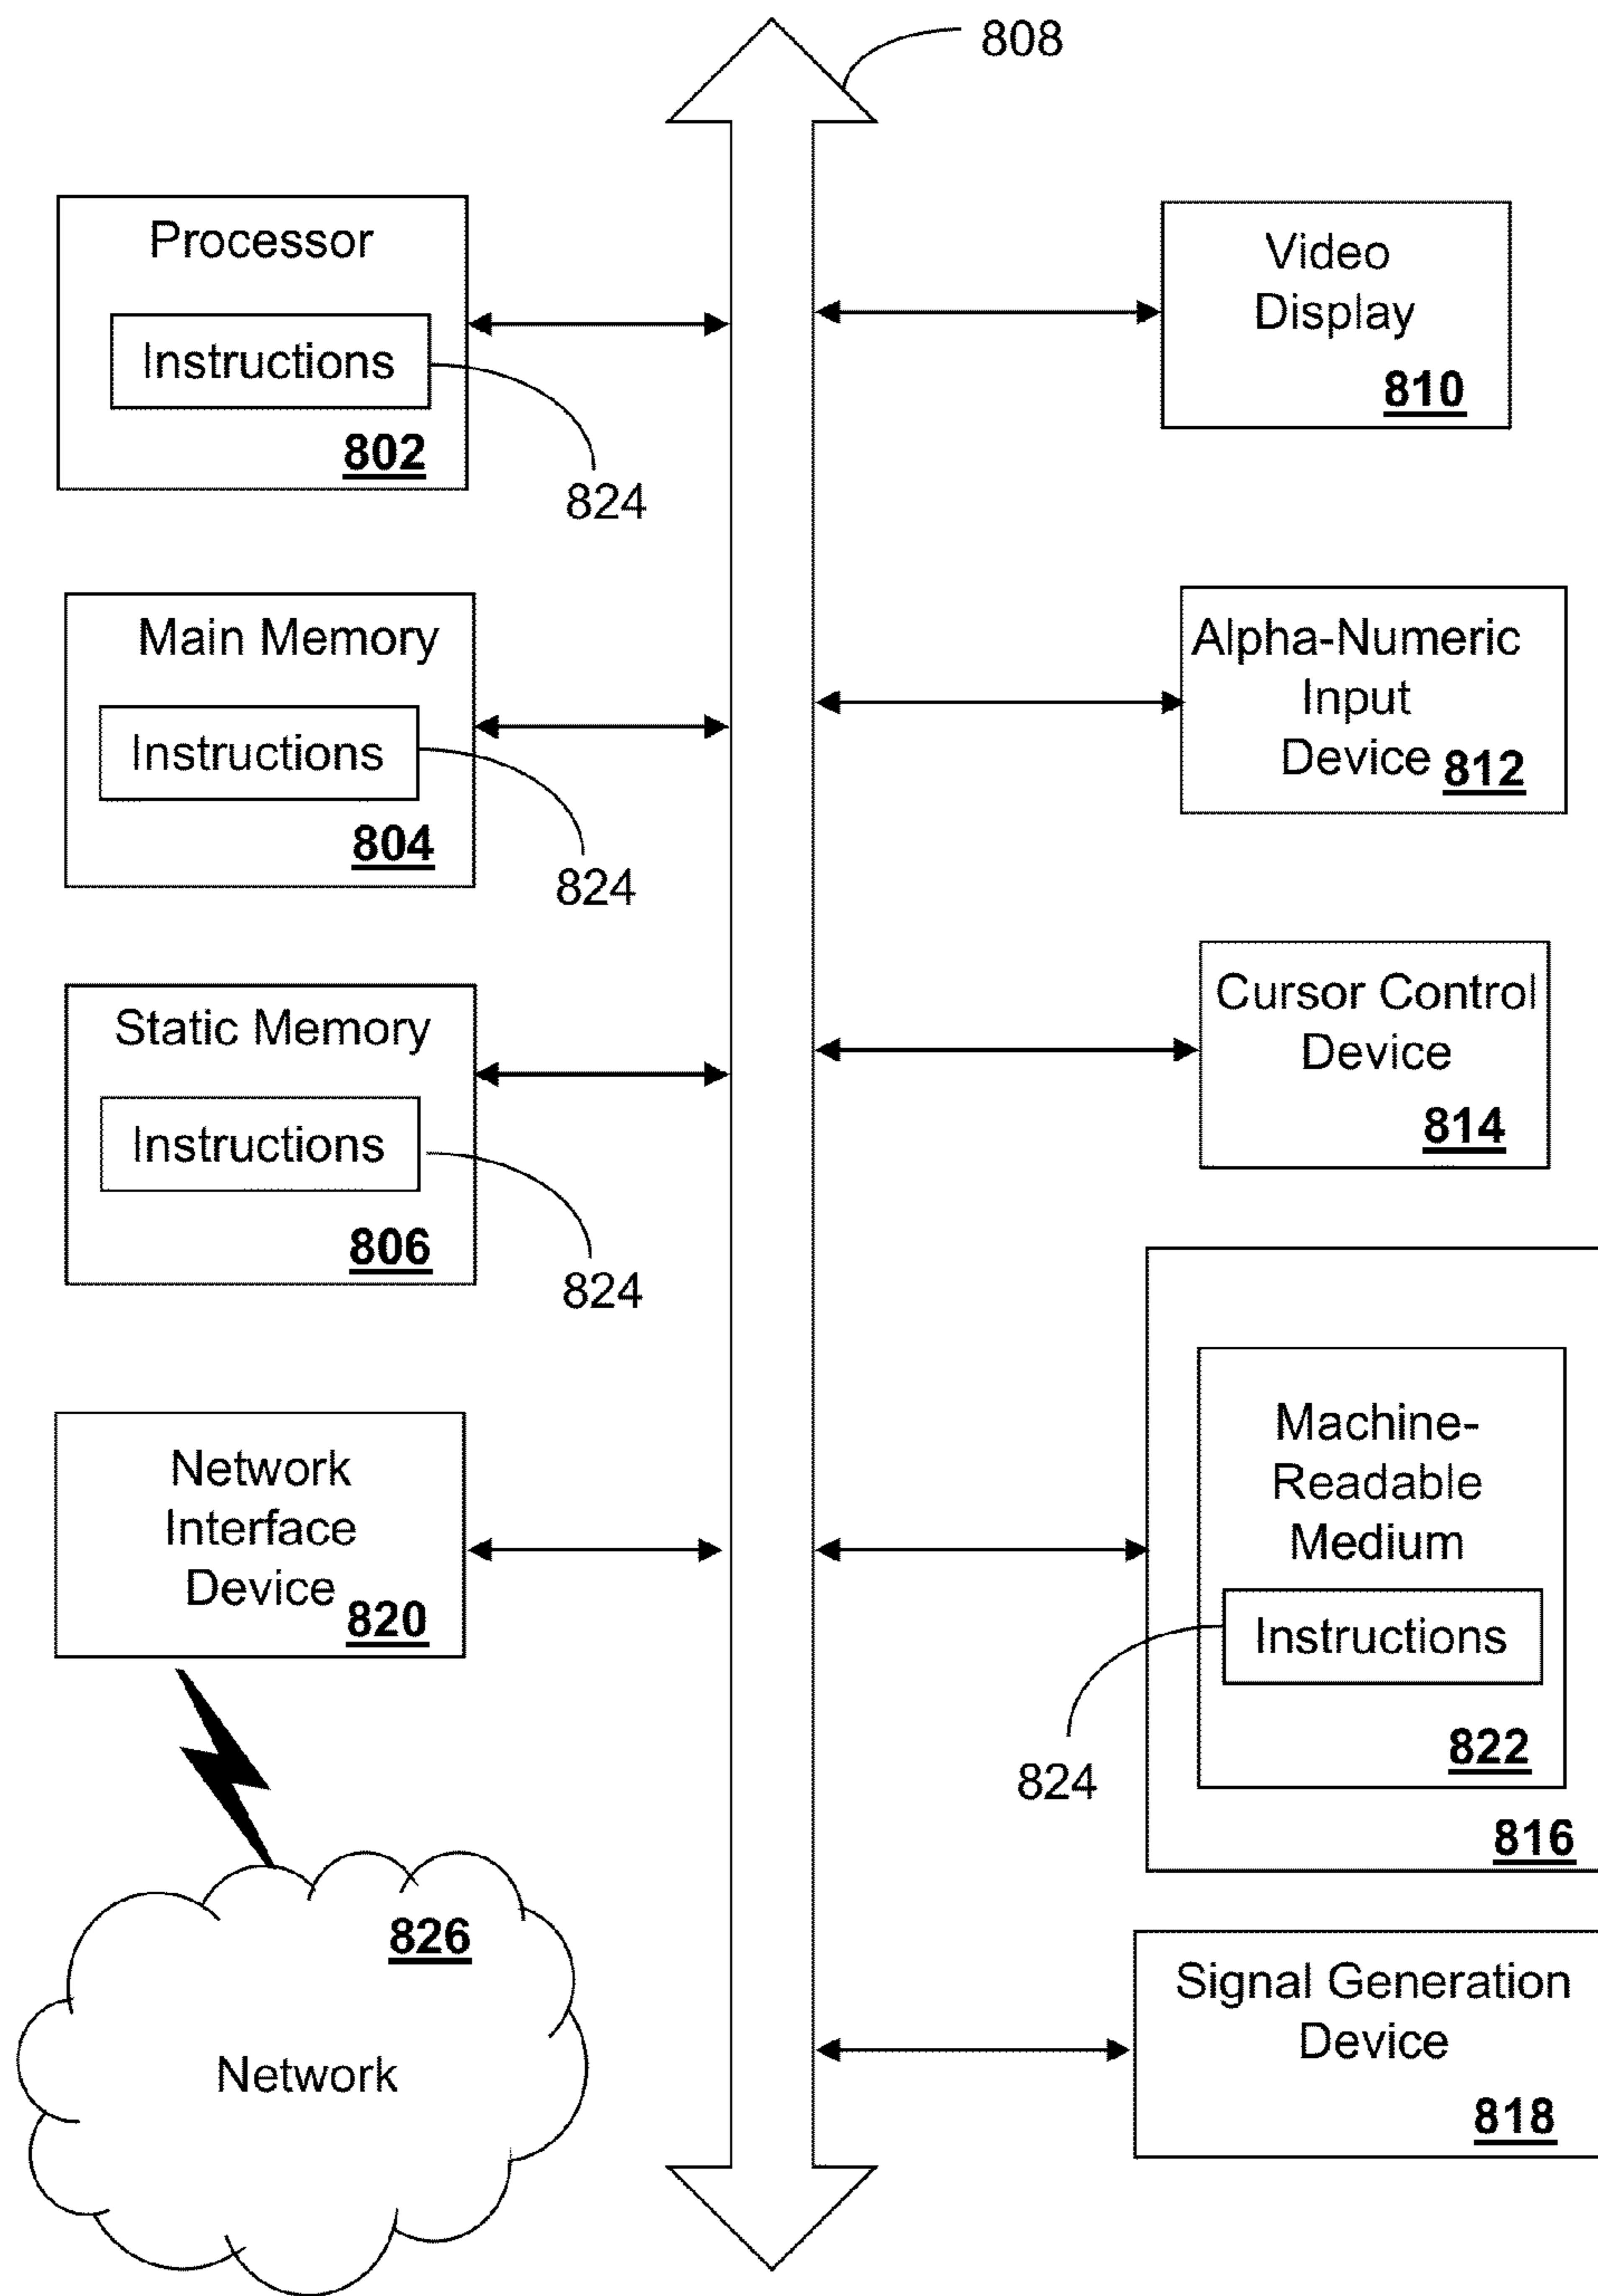 808
Processor
Instructions
802
824
Main Memory
Instructions
804
824
Static Memory
Instructions
806
824
Network
Interface
Device
820
826
Network
Video
Display
810
Alpha-Numeric
Input
Device 812
Cursor Control
Device
814
Machine-
Readable
Medium
Instructions
822
824
816
Signal Generation
Device
818